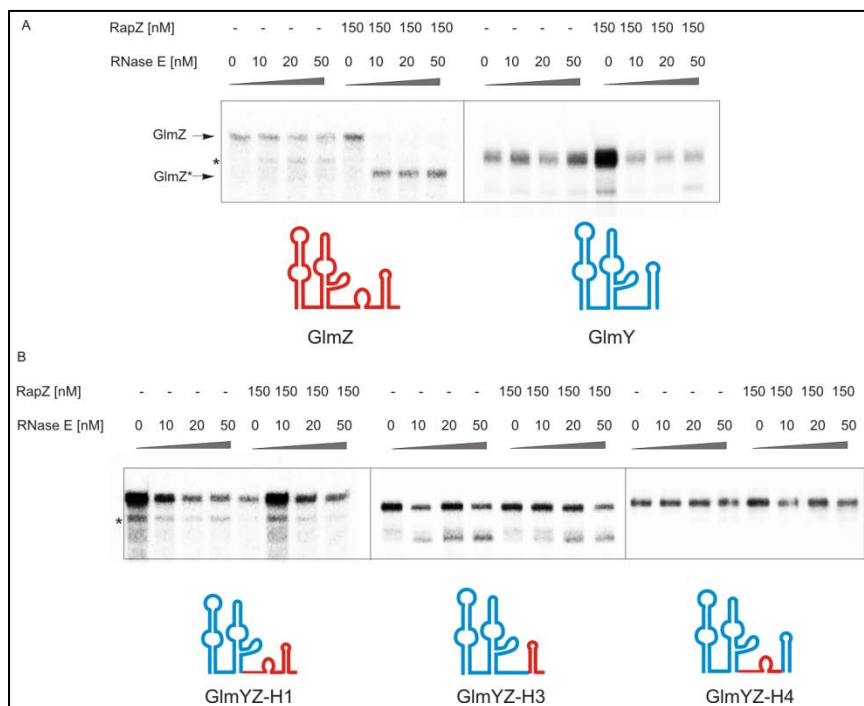 A
RapZ [nM] - - - - 150 150 150 150 - - - - 150 150 150 150
RNase E [nM] 0 10 20 50 0 10 20 50 0 10 20 50 0 10 20 50
GlmZ
*
GlmZ*
GlmZ GlmY
B
RapZ [nM] - - - - 150 150 150 150 - - - - 150 150 150 150 - - - - 150 150 150 150
RNase E [nM] 0 10 20 50 0 10 20 50 0 10 20 50 0 10 20 50 0 10 20 50 0 10 20 50
*
GlmYZ-H1 GlmYZ-H3 GlmYZ-H4